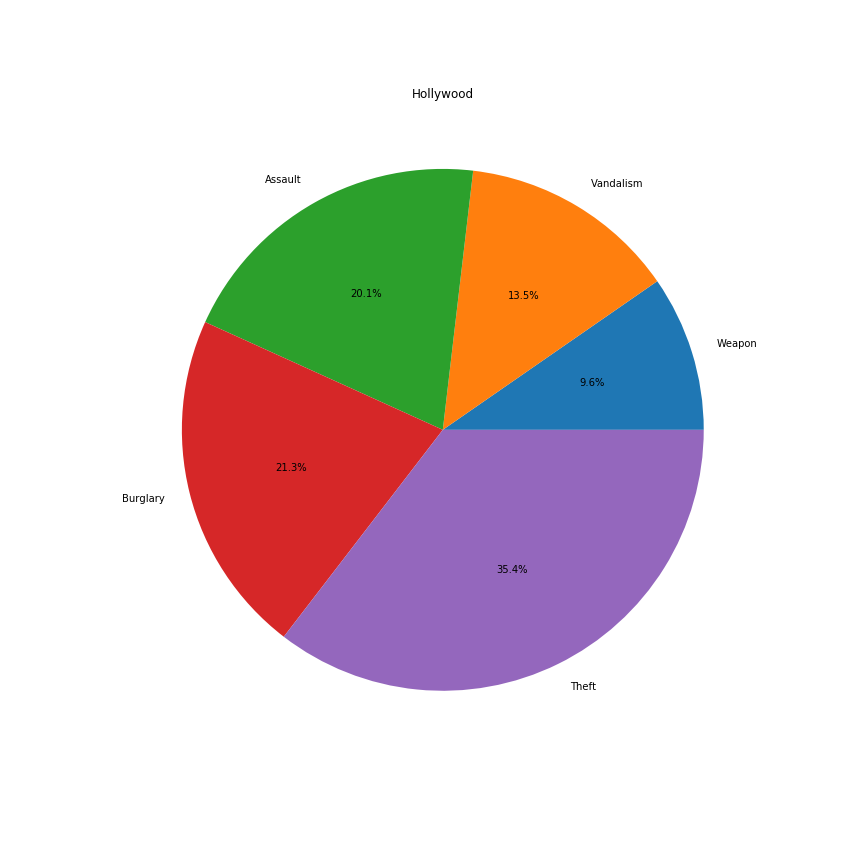 Hollywood
Assault
Vandalism
20.1%
13.5%
Weapon
9.6%
21.3%
Burglary
35.4%
Theft